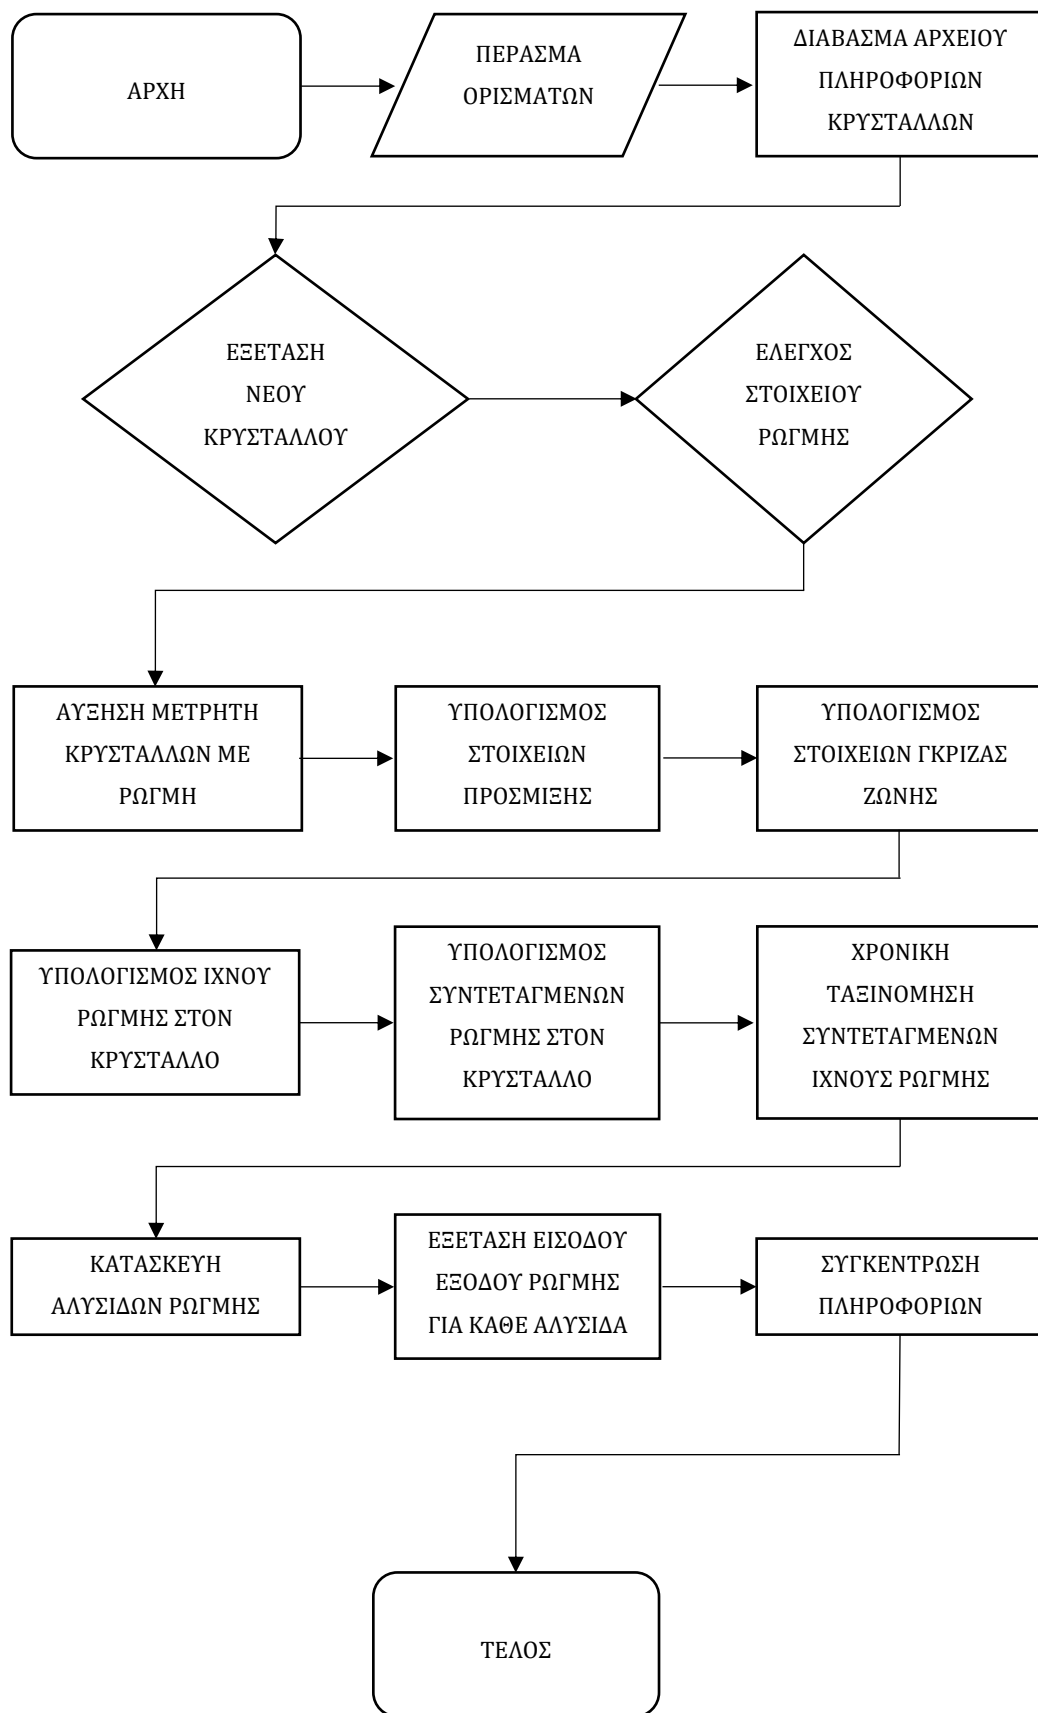 ΑΡΧΗ
ΠΕΡΑΣΜΑ
ΟΡΙΣΜΑΤΩΝ
ΔΙΑΒΑΣΜΑ ΑΡΧΕΙΟΥ
ΠΛΗΡΟΦΟΡΙΩΝ
ΚΡΥΣΤΑΛΛΩΝ
ΕΞΕΤΑΣΗ
ΝΕΟΥ
ΚΡΥΣΤΑΛΛΟΥ
ΕΛΕΓΧΟΣ
ΣΤΟΙΧΕΙΟΥ
ΡΩΓΜΗΣ
ΑΥΞΗΣΗ ΜΕΤΡΗΤΗ
ΚΡΥΣΤΑΛΛΩΝ ΜΕ
ΡΩΓΜΗ
ΥΠΟΛΟΓΙΣΜΟΣ
ΣΤΟΙΧΕΙΩΝ
ΠΡΟΣΜΙΞΗΣ
ΥΠΟΛΟΓΙΣΜΟΣ
ΣΤΟΙΧΕΙΩΝ ΓΚΡΙΖΑΣ
ΖΩΝΗΣ
ΥΠΟΛΟΓΙΣΜΟΣ ΙΧΝΟΥ
ΡΩΓΜΗΣ ΣΤΟΝ
ΚΡΥΣΤΑΛΛΟ
ΥΠΟΛΟΓΙΣΜΟΣ
ΣΥΝΤΕΤΑΓΜΕΝΩΝ
ΡΩΓΜΗΣ ΣΤΟΝ
ΚΡΥΣΤΑΛΛΟ
ΧΡΟΝΙΚΗ
ΤΑΞΙΝΟΜΗΣΗ
ΣΥΝΤΕΤΑΓΜΕΝΩΝ
ΙΧΝΟΥΣ ΡΩΓΜΗΣ
ΚΑΤΑΣΚΕΥΗ
ΑΛΥΣΙΔΩΝ ΡΩΓΜΗΣ
ΕΞΕΤΑΣΗ ΕΙΣΟΔΟΥ
ΕΞΟΔΟΥ ΡΩΓΜΗΣ
ΓΙΑ ΚΑΘΕ ΑΛΥΣΙΔΑ
ΣΥΓΚΕΝΤΡΩΣΗ
ΠΛΗΡΟΦΟΡΙΩΝ
ΤΕΛΟΣ